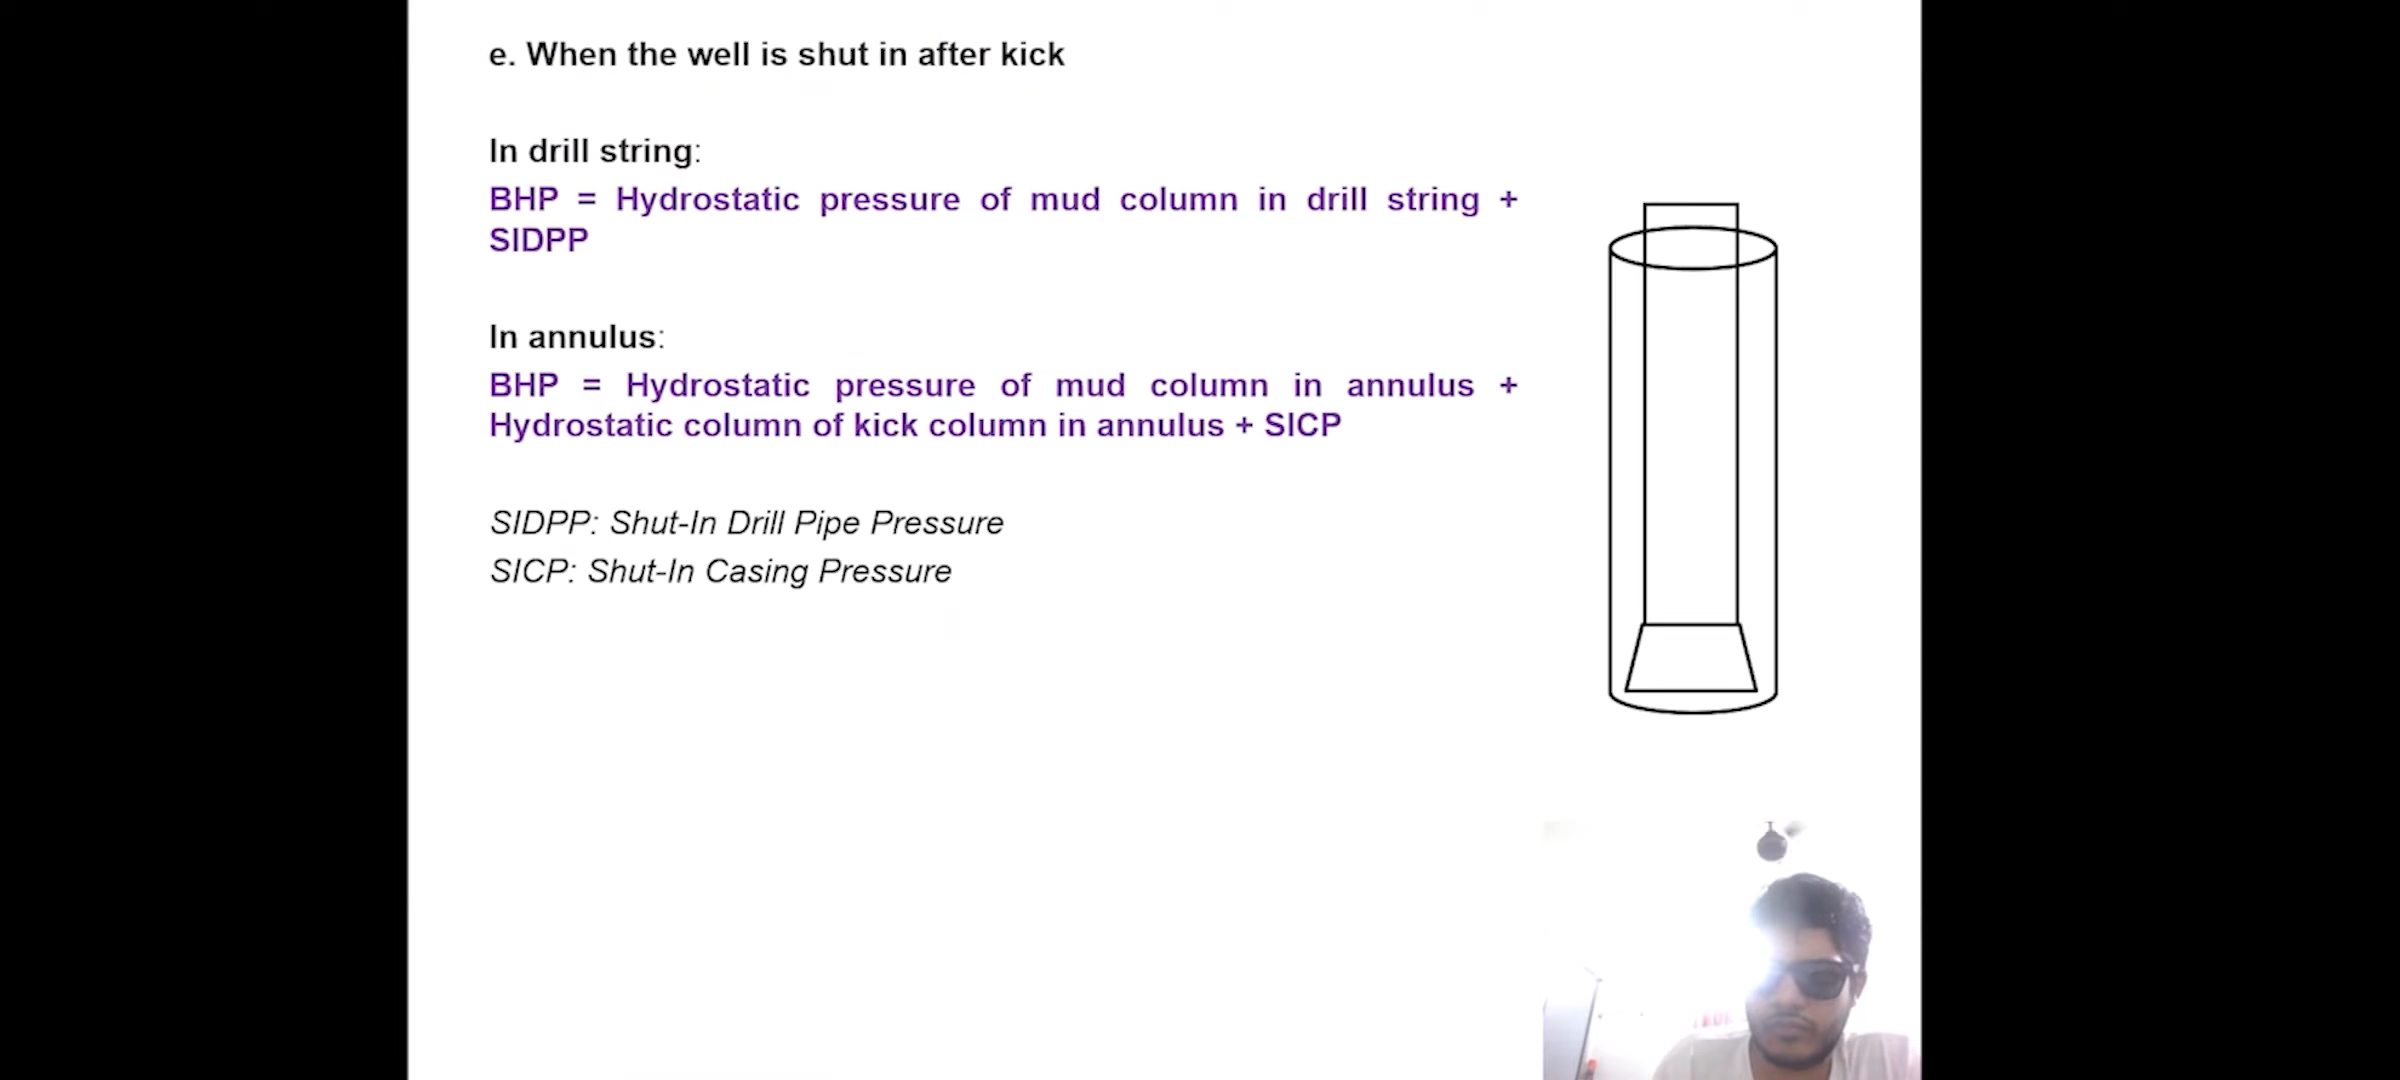 e. When the well is shut in after kick
In drill string:
BHP = Hydrostatic pressure of mud column in drill string +
SIDPP
In annulus:
BHP = Hydrostatic pressure of mud column in annulus +
Hydrostatic column of kick column in annulus + SICP
SIDPP: Shut-In Drill Pipe Pressure
SICP: Shut-In Casing Pressure